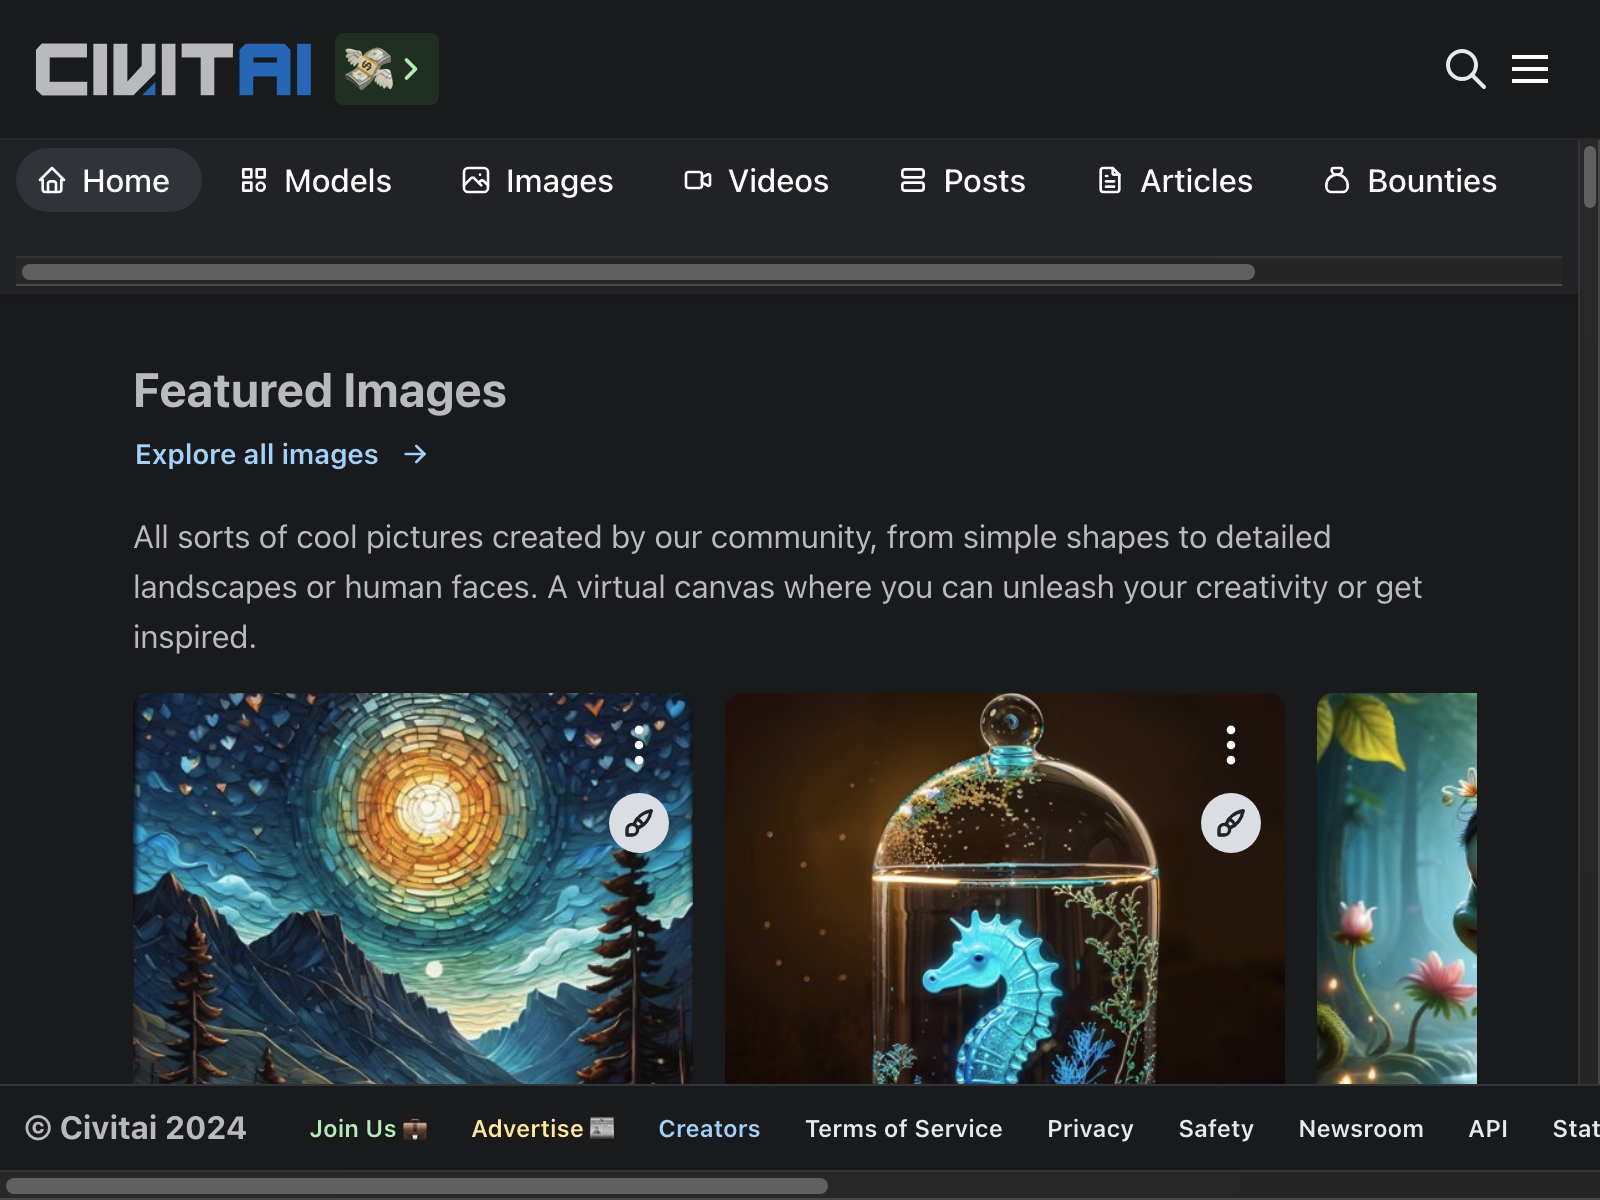 CIVITAI
Home Models Images Videos Posts Articles Bounties
Featured Images
Explore all images
All sorts of cool pictures created by our community, from simple shapes to detailed
landscapes or human faces. A virtual canvas where you can unleash your creativity or get
inspired.
© Civitai 2024 Join Us Advertise Creators Terms of Service Privacy Safety Newsroom API Stat